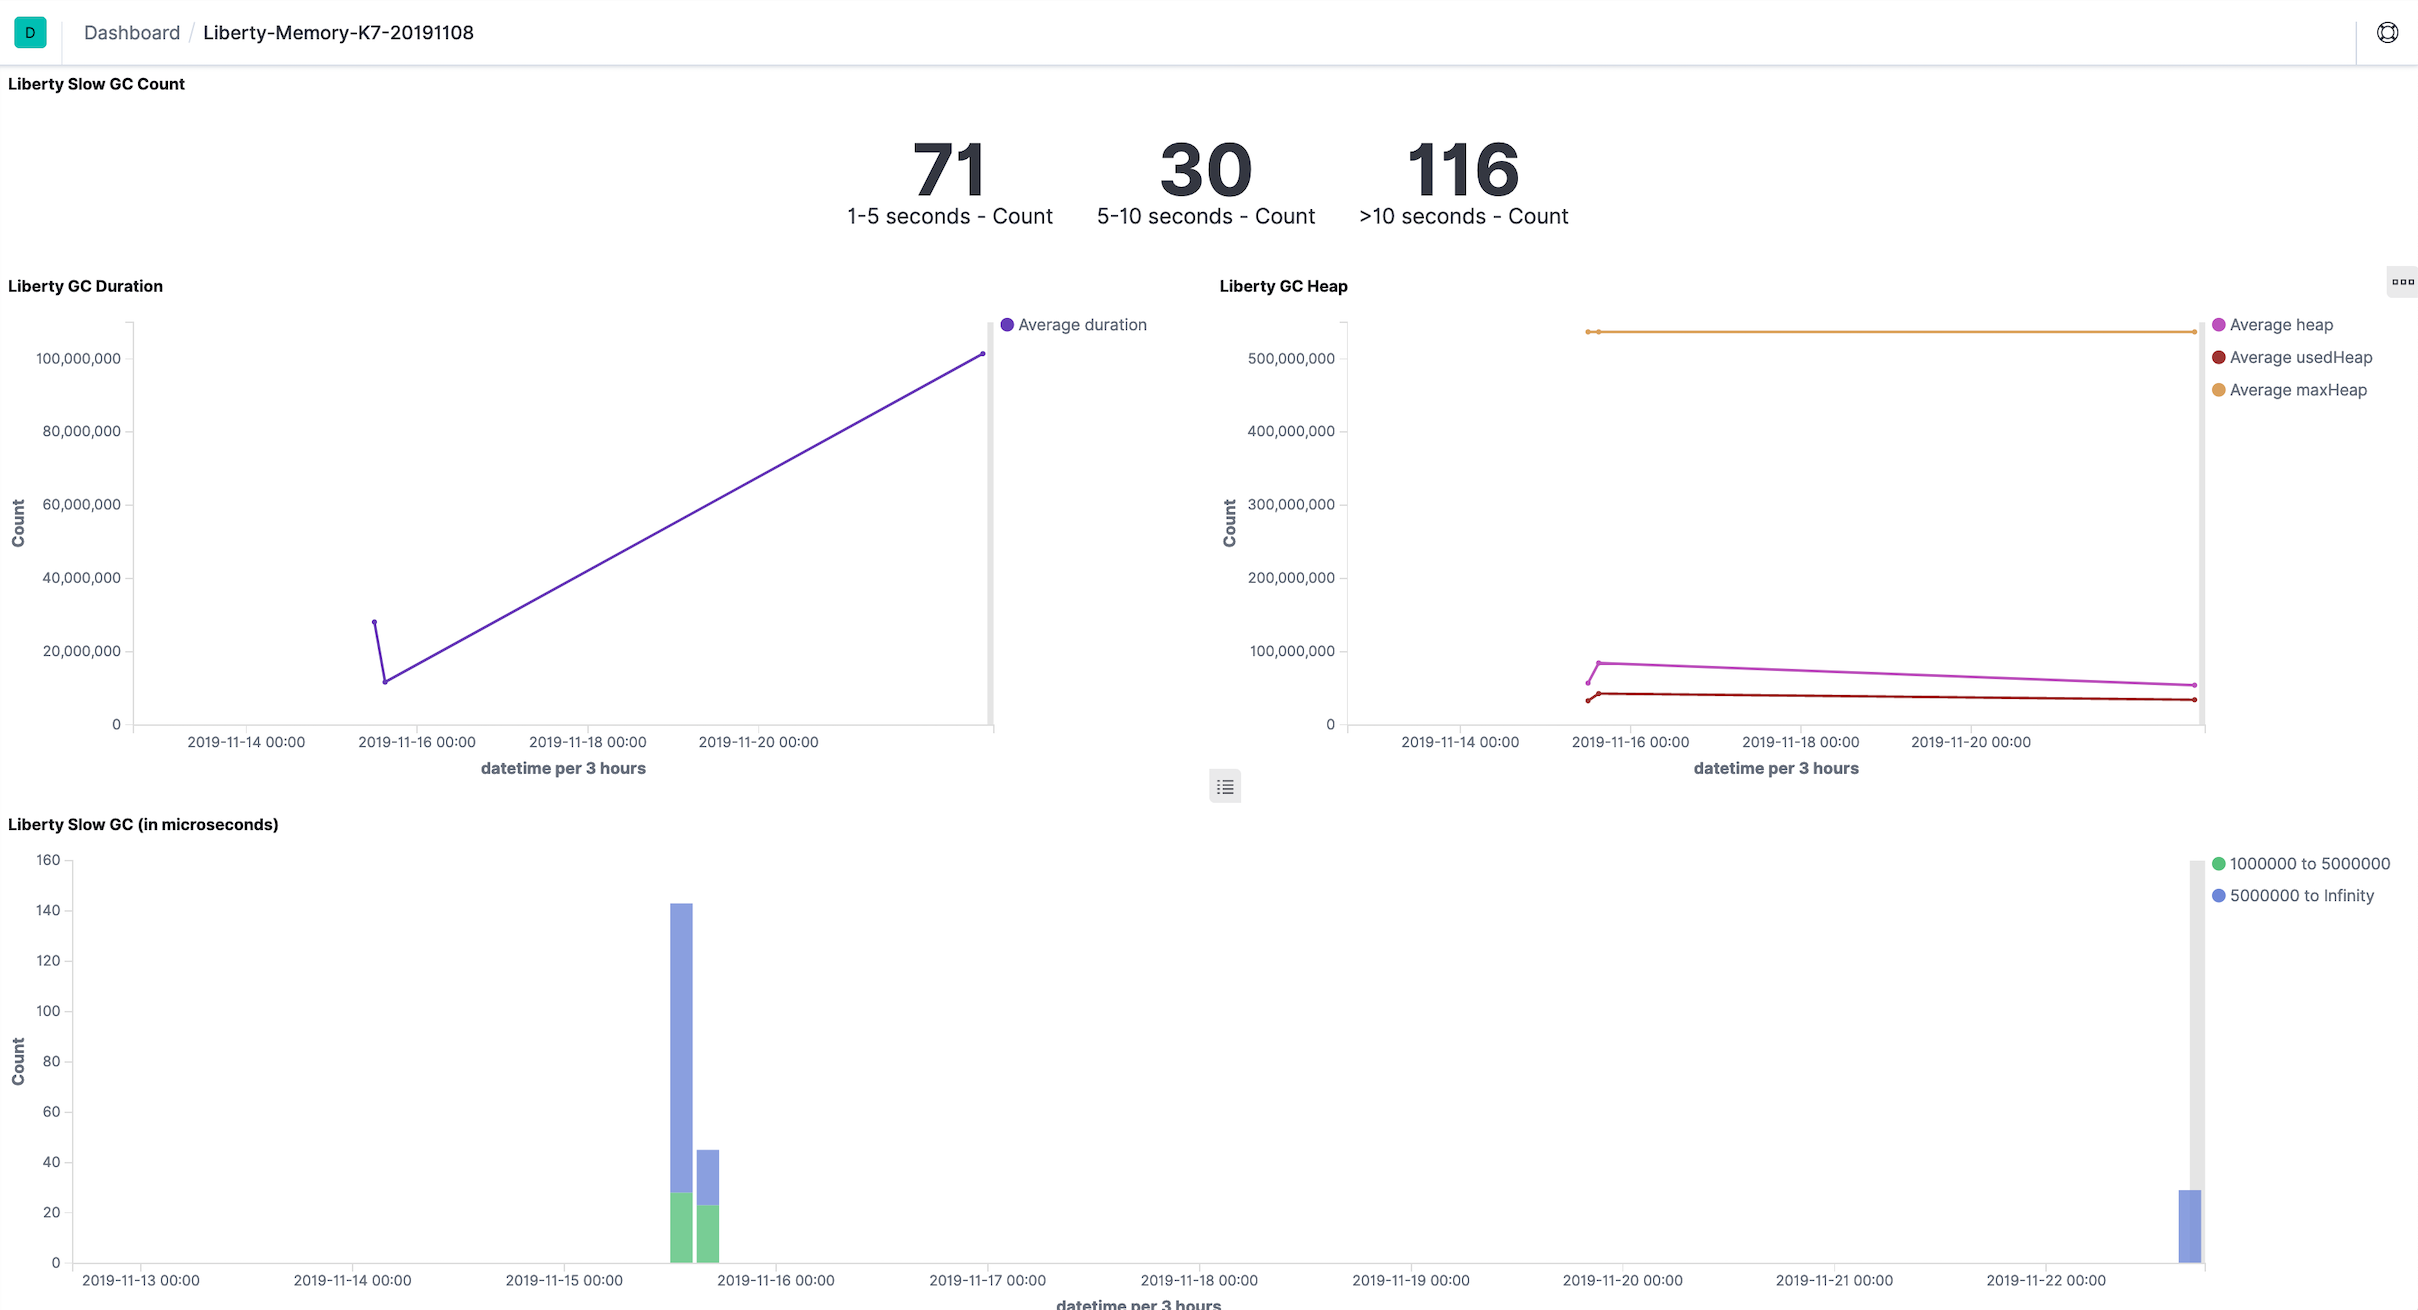 D
Dashboard / Liberty-Memory-K7-20191108
Liberty Slow GC Count
71
1-5 seconds - Count
30
5-10 seconds - Count
116
>10 seconds - Count
Liberty GC Duration
100,000,000
80,000,000
60,000,000
40,000,000
20,000,000
0
Count
2019-11-14 00:00
2019-11-16 00:00
2019-11-18 00:00
2019-11-20 00:00
datetime per 3 hours
Average duration
Liberty GC Heap
500,000,000
400,000,000
300,000,000
200,000,000
100,000,000
0
Count
2019-11-14 00:00
2019-11-16 00:00
2019-11-18 00:00
2019-11-20 00:00
datetime per 3 hours
Average heap
Average usedHeap
Average maxHeap
Liberty Slow GC (in microseconds)
160
140
120
100
80
60
40
20
0
Count
2019-11-13 00:00
2019-11-14 00:00
2019-11-15 00:00
2019-11-16 00:00
2019-11-17 00:00
2019-11-18 00:00
2019-11-19 00:00
2019-11-20 00:00
2019-11-21 00:00
2019-11-22 00:00
datetime per 3 hours
1000000 to 5000000
5000000 to Infinity